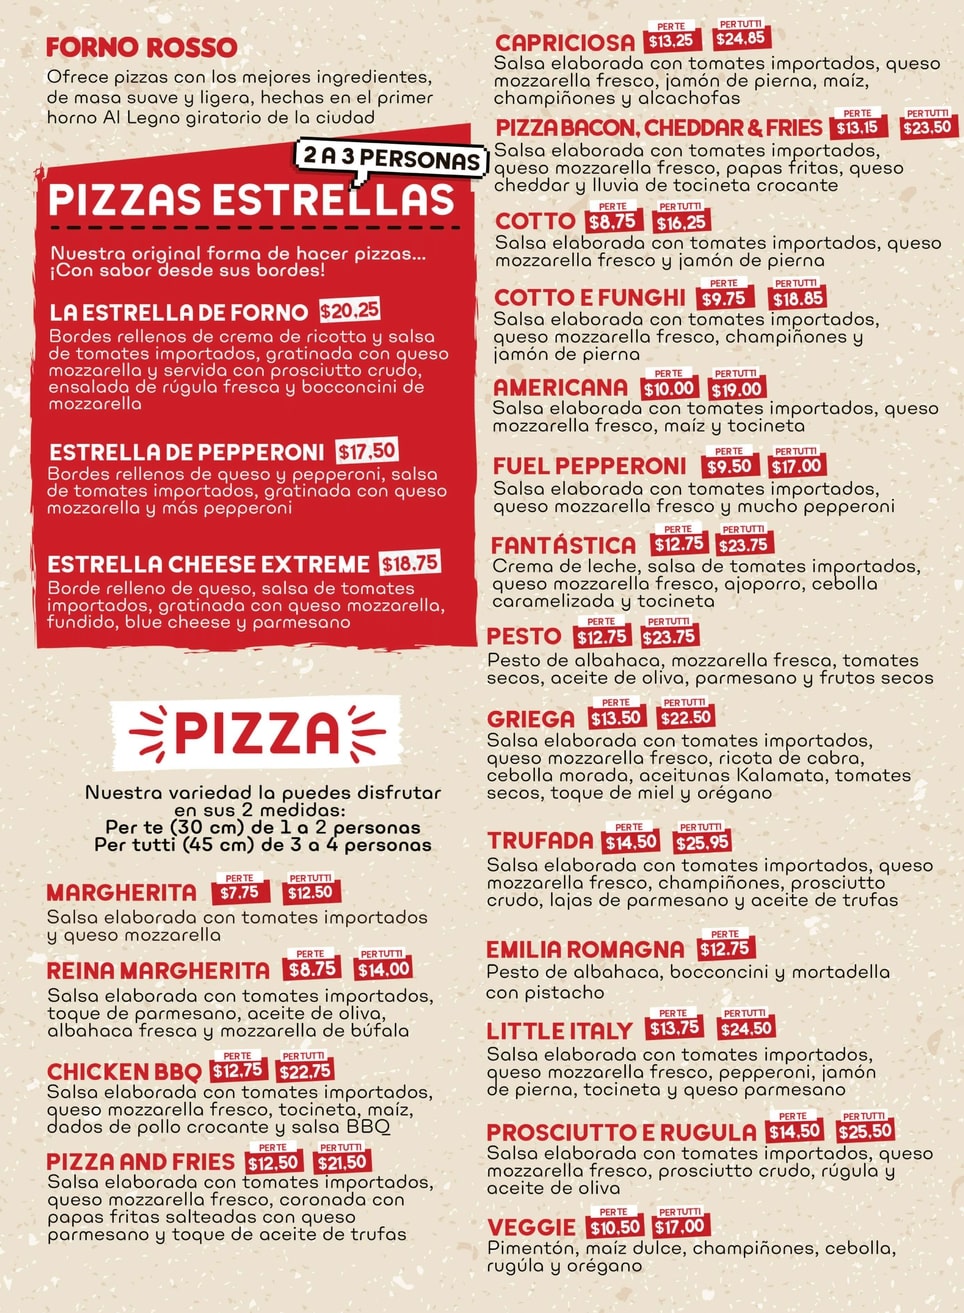 FORNO ROSSO
Ofrece pizzas con los mejores ingredientes,
de masa suave y ligera, hechas en el primer
horno Al Legno giratorio de la ciudad
2 A 3 PERSONAS
PIZZAS ESTRELLAS
Nuestra original forma de hacer pizzas...
¡Con sabor desde sus bordes!
LA ESTRELLA DE FORNO $20,25
Bordes rellenos de crema de ricotta y salsa
de tomates importados, gratinada con queso
mozzarella y servida con prosciutto crudo,
ensalada de rúgula fresca y bocconcini de
mozzarella
ESTRELLA DE PEPPERONI $17,50
Bordes rellenos de queso y pepperoni, salsa
de tomates importados, gratinada con queso
mozzarella y más pepperoni
ESTRELLA CHEESE EXTREME $18,75
Borde relleno de queso, salsa de tomates
importados, gratinada con queso mozzarella,
fundido, blue cheese y parmesano
PIZZA
Nuestra variedad la puedes disfrutar
en sus 2 medidas:
Per te (30 cm) de 1 a 2 personas
Per tutti (45 cm) de 3 a 4 personas
PER TE PER TUTTI
MARGHERITA $7,75 $12.50
Salsa elaborada con tomates importados
y queso mozzarella
PER TE PER TUTTI
REINA MARGHERITA $8.75 $14,00
Salsa elaborada con tomates importados,
toque de parmesano, aceite de oliva,
albahaca fresca y mozzarella de búfala
PER TE PER TUTTI
CHICKEN BBQ $12,75 $22,75
Salsa elaborada con tomates importados,
queso mozzarella fresco, tocineta, maíz,
dados de pollo crocante y salsa BBQ
PER TE PER TUTTI
PIZZA AND FRIES $12,50 $21,50
Salsa elaborada con tomates importados,
queso mozzarella fresco, coronada con
papas fritas salteadas con queso
parmesano y toque de aceite de trufas
PER TE PER TUTTI
CAPRICIOSA $13,25 $24,85
Salsa elaborada con tomates importados, queso
mozzarella fresco, jamón de pierna, maíz,
champiñones y alcachofas
PER TE PER TUTTI
PIZZA BACON, CHEDDAR & FRIES $13,15 $23.50
Salsa elaborada con tomates importados,
queso mozzarella fresco, papas fritas, queso
cheddar y lluvia de tocineta crocante
PER TE PER TUTTI
COTTO $8,75 $16,25
Salsa elaborada con tomates importados, queso
mozzarella fresco y jamón de pierna
PER TE PER TUTTI
COTTO E FUNGHI $9.75 $18.85
Salsa elaborada con tomates importados,
queso mozzarella fresco, champiñones y
jamón de pierna
PER TE PER TUTTI
AMERICANA $10.00 $19.00
Salsa elaborada con tomates importados, queso
mozzarella fresco, maíz y tocineta
PER TE PER TUTTI
FUEL PEPPERONI $9.50 $17.00
Salsa elaborada con tomates importados,
queso mozzarella fresco y mucho pepperoni
PER TE PER TUTTI
FANTÁSTICA $12.75 $23.75
Crema de leche, salsa de tomates importados,
queso mozzarella fresco, ajoporro, cebolla
caramelizada y tocineta
PER TE PER TUTTI
PESTO $12.75 $23.75
Pesto de albahaca, mozzarella fresca, tomates
secos, aceite de oliva, parmesano y frutos secos
PER TE PER TUTTI
GRIEGA $13.50 $22.50
Salsa elaborada con tomates importados,
queso mozzarella fresco, ricota de cabra,
cebolla morada, aceitunas Kalamata, tomates
secos, toque de miel y orégano
PER TE PER TUTTI
TRUFADA $14,50 $25,95
Salsa elaborada con tomates importados, queso
mozzarella fresco, champiñones, prosciutto
crudo, lajas de parmesano y aceite de trufas
PER TE
EMILIA ROMAGNA $12.75
Pesto de albahaca, bocconcini y mortadella
con pistacho
PER TE PER TUTTI
LITTLE ITALY $13,75 $24,50
Salsa elaborada con tomates importados,
queso mozzarella fresco, pepperoni, jamón
de pierna, tocineta y queso parmesano
PER TE PER TUTTI
PROSCIUTTO E RUGULA $14,50 $25,50
Salsa elaborada con tomates importados, queso
mozzarella fresco, prosciutto crudo, rúgula y
aceite de oliva
PER TE PER TUTTI
VEGGIE $10,50 $17,00
Pimentón, maíz dulce, champiñones, cebolla,
rugúla y orégano